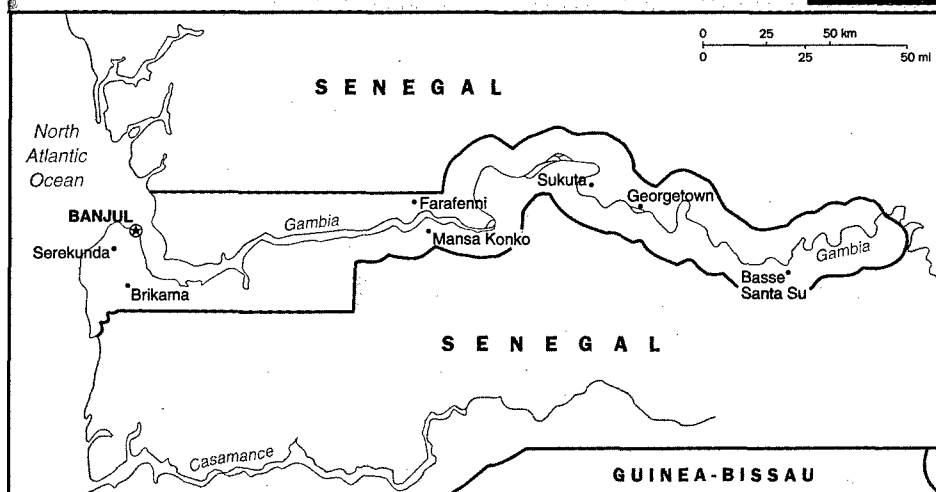 0 25 50 km
0 25 50 mi
SENEGAL
North
Atlantic
Ocean
BANJUL
Serekunda
Brikama
Gambia
Farafenni
Mansa Konko
Sukuta
Georgetown
Gambia
Basse
Santa Su
SENEGAL
Casamance
GUINEA-BISSAU